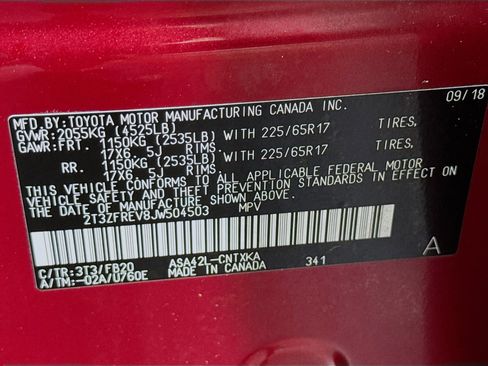 MFD.BY:TOYOTA MOTOR MANUFACTURING CANADA INC. 09/18
GVWR:2055KG (4525LB)
GAWR:FRT. 1150KG (2535LB) WITH 225/65R17 TIRES,
17X6.5J RIMS,
RR. 1150KG (2535LB) WITH 225/65R17 TIRES,
17X6.5J RIMS
THIS VEHICLE CONFORMS TO ALL APPLICABLE FEDERAL MOTOR
VEHICLE SAFETY AND THEFT PREVENTION STANDARDS IN EFFECT ON
THE DATE OF MANUFACTURE SHOWN ABOVE.
2T3ZFREV8JW504503 MPV
C/TR:3T3/FB20 ASA42L-CNTXKA A
A/TM:-02A/U760E MADE IN CANADA 341